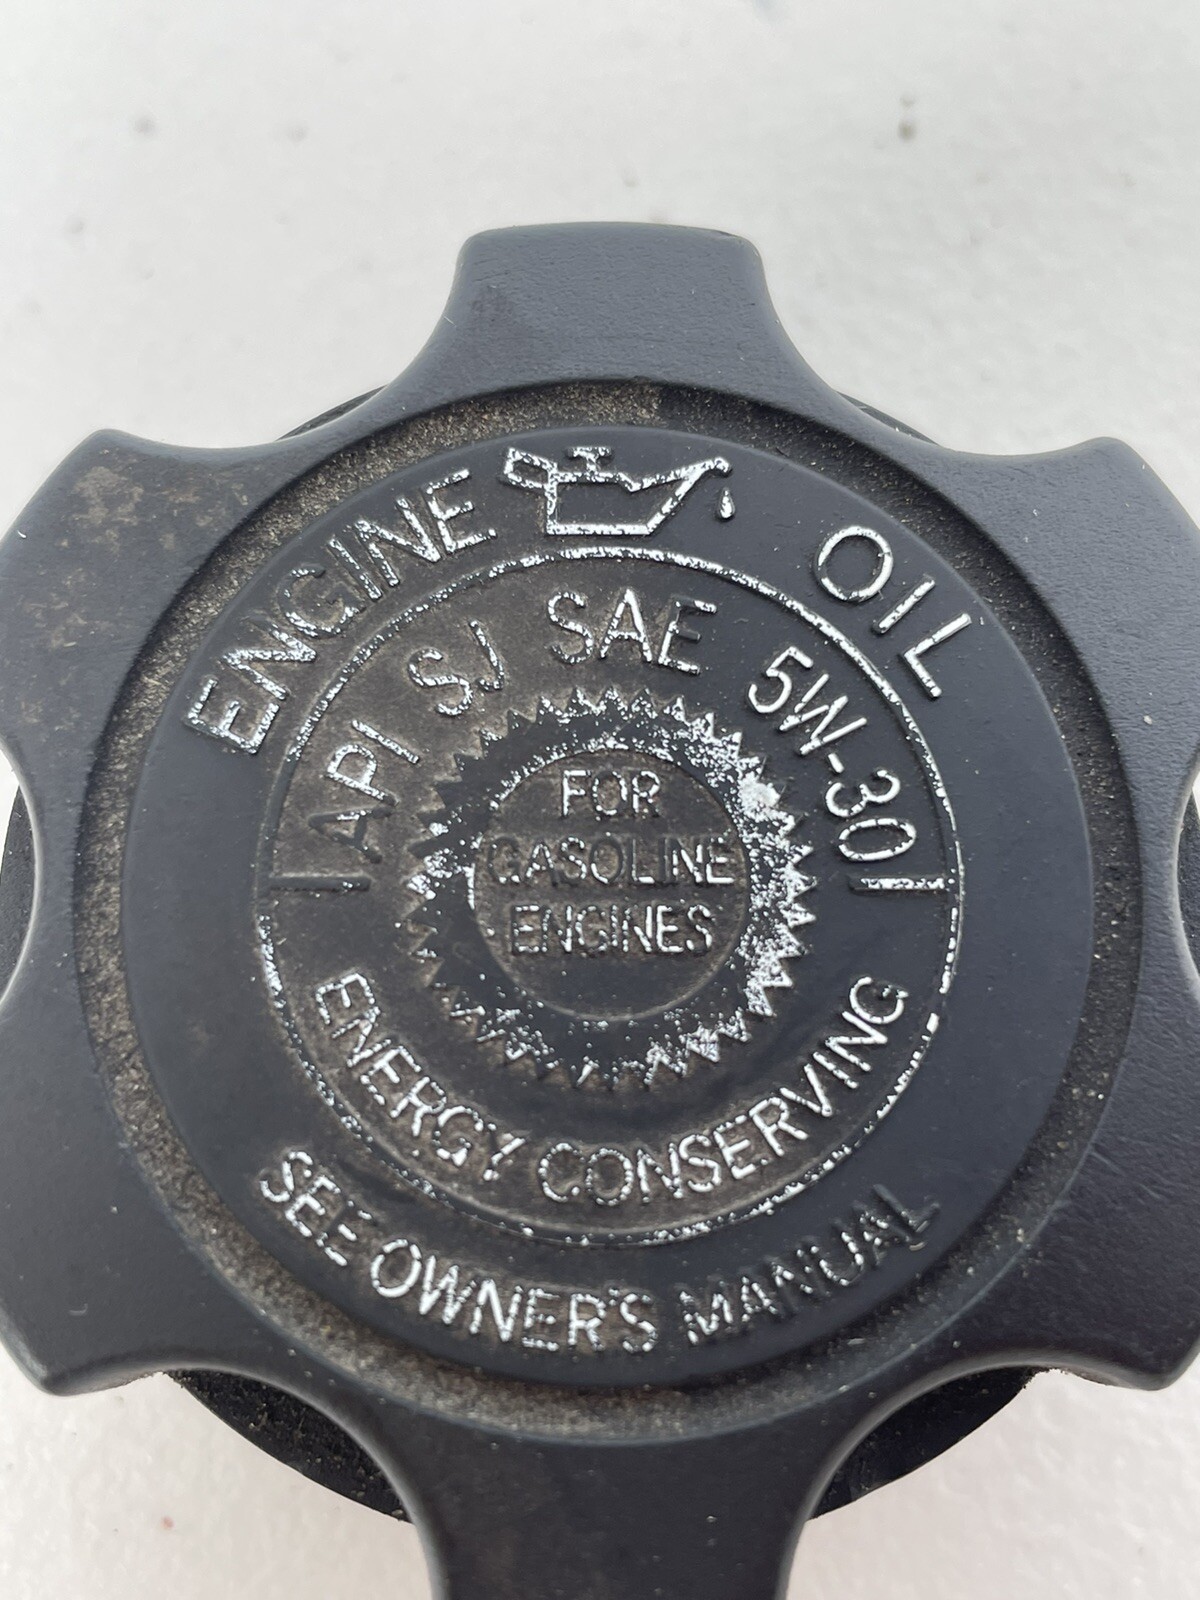 ENGINE OIL
API SJ SAE 5W-30
FOR
GASOLINE
ENGINES
ENERGY CONSERVING
SEE OWNER'S MANUAL